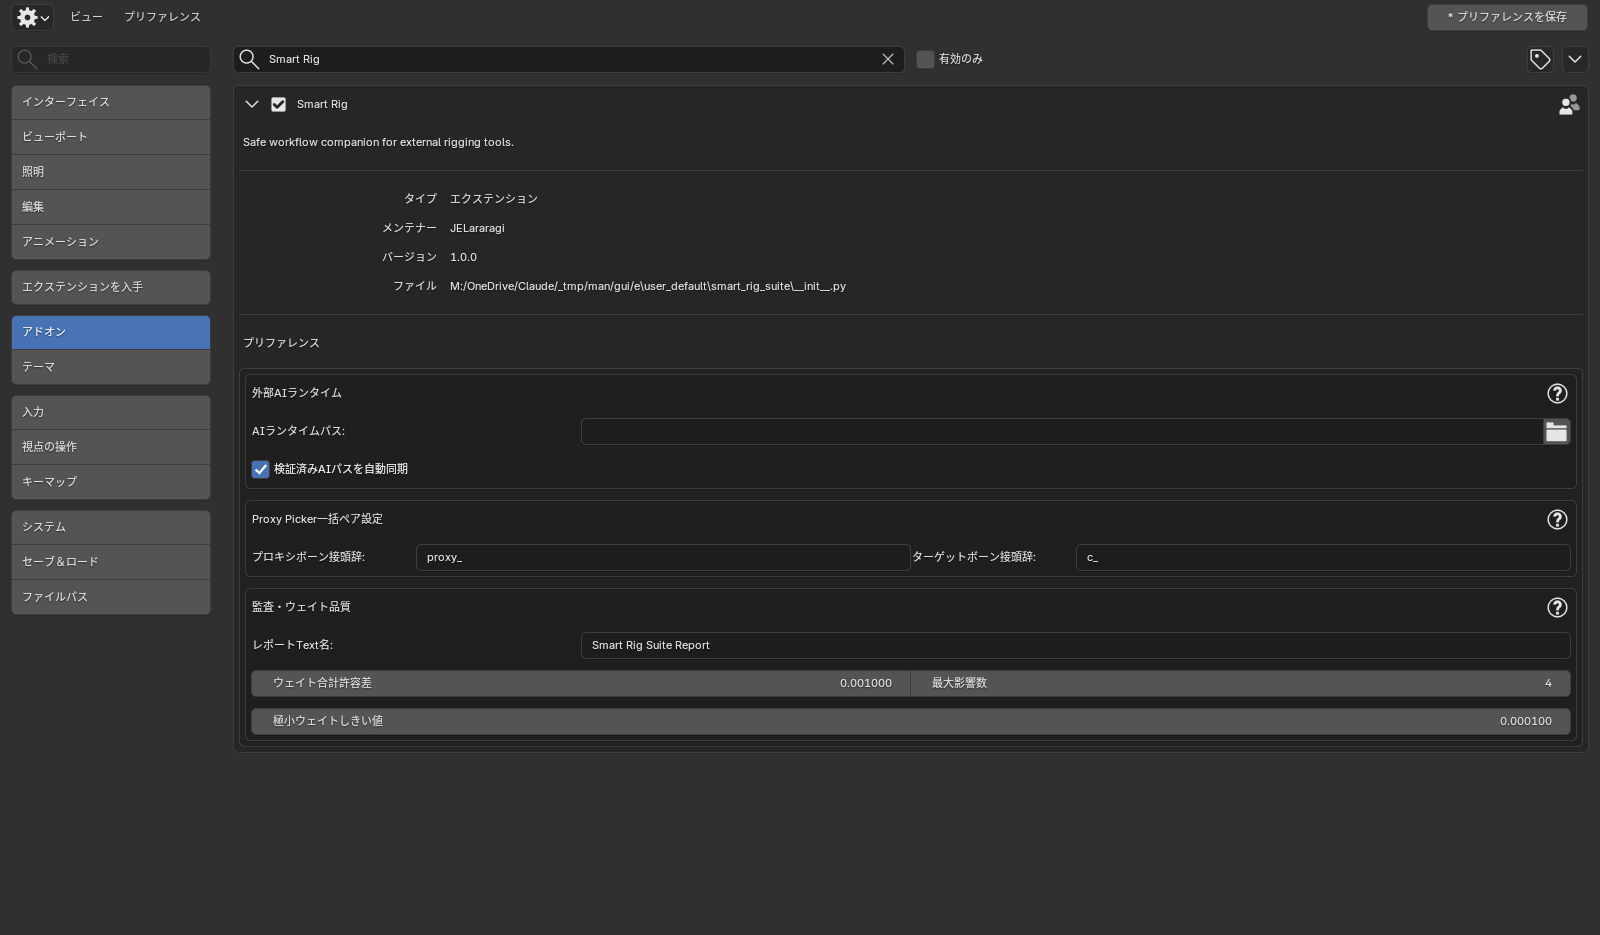 ビュー プリファレンス * プリファレンスを保存
検索 Smart Rig 有効のみ
インターフェイス
ビューポート
照明
編集
アニメーション
エクステンションを入手
アドオン
テーマ
入力
視点の操作
キーマップ
システム
セーブ＆ロード
ファイルパス
Smart Rig
Safe workflow companion for external rigging tools.
タイプ エクステンション
メンテナー JELararagi
バージョン 1.0.0
ファイル M:/OneDrive/Claude/_tmp/man/gui/e\user_default\smart_rig_suite\__init__.py
プリファレンス
外部AIランタイム
AIランタイムパス:
検証済みAIパスを自動同期
Proxy Picker一括ペア設定
プロキシボーン接頭辞: proxy_ ターゲットボーン接頭辞: c_
監査・ウェイト品質
レポートText名: Smart Rig Suite Report
ウェイト合計許容差 0.001000 最大影響数 4
極小ウェイトしきい値 0.000100